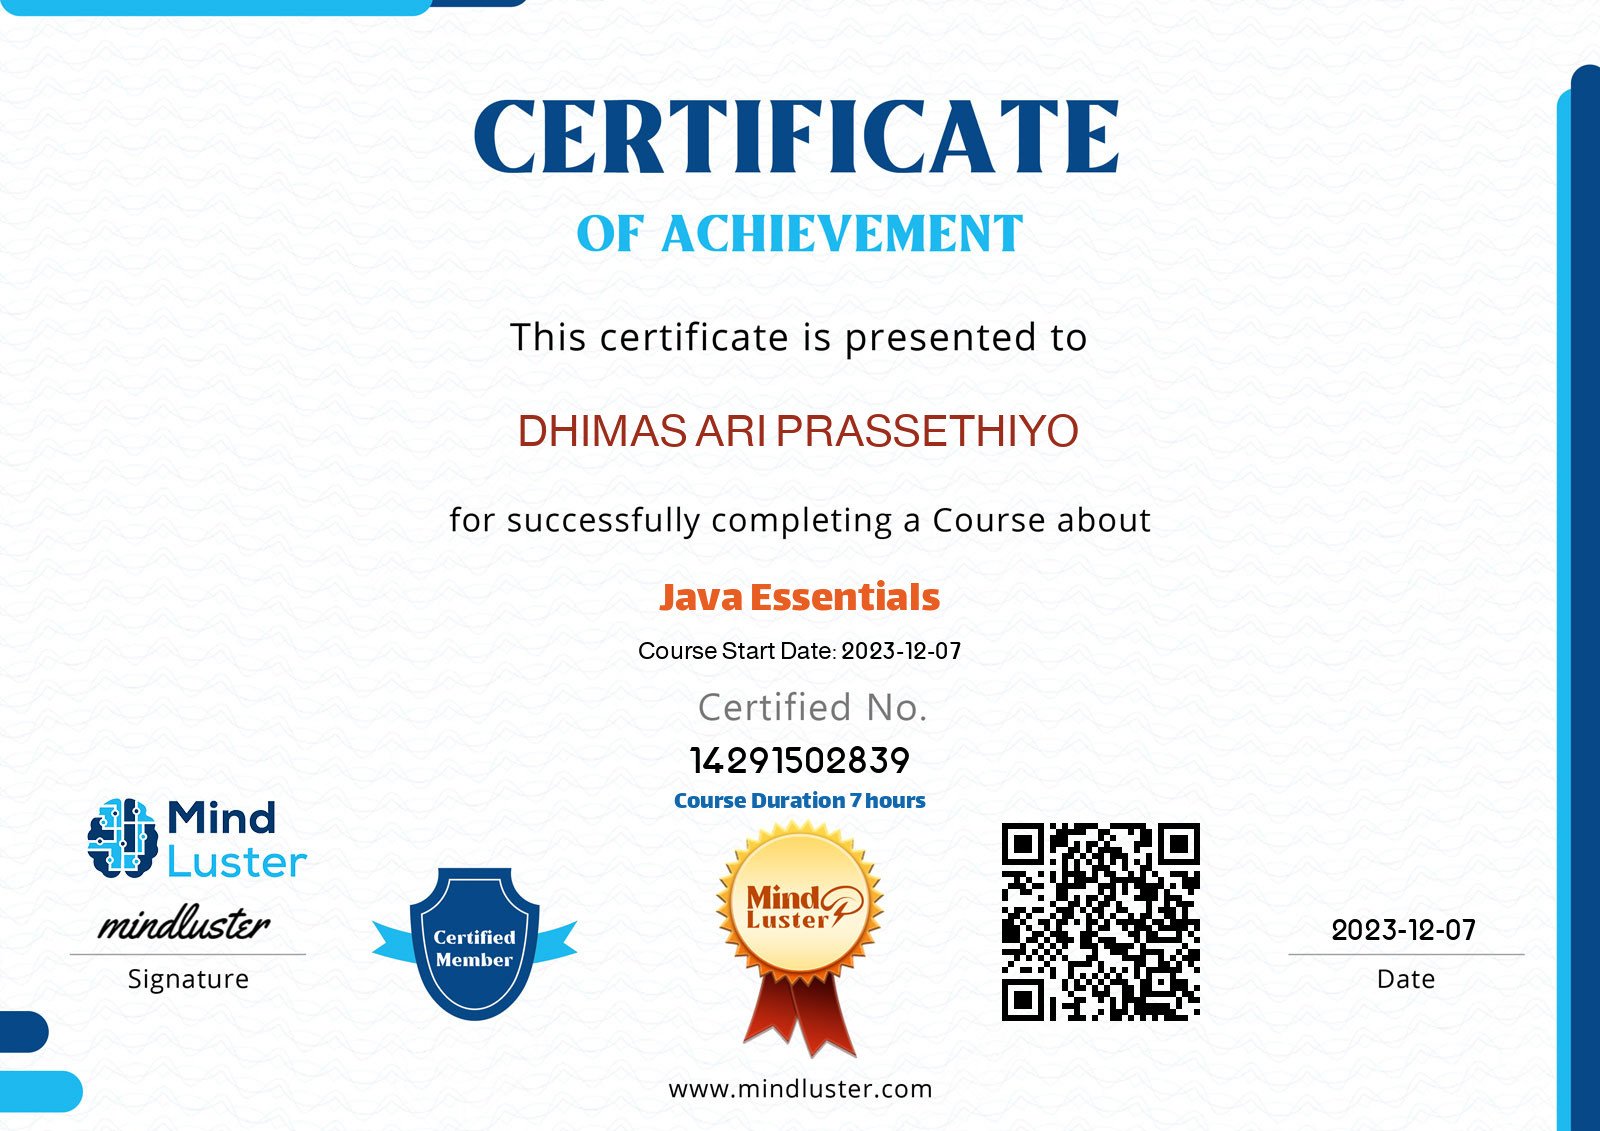 CERTIFICATE
OF ACHIEVEMENT
This certificate is presented to
DHIMAS ARI PRASSETHIYO
for successfully completing a Course about
Java Essentials
Course Start Date: 2023-12-07
Certified No.
14291502839
Course Duration 7 hours
Mind
Luster
mindluster
Signature
Certified
Member
Mind
Luster
2023-12-07
Date
www.mindluster.com